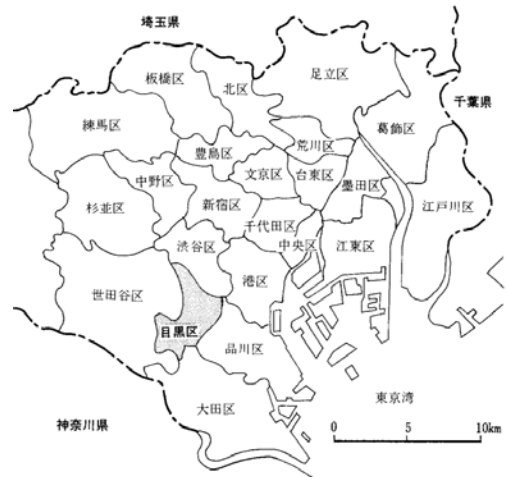 埼玉県
板橋区
北区
足立区
千葉県
練馬区
葛飾区
豊島区
荒川区
文京区
台東区
中野区
墨田区
杉並区
新宿区
江戸川区
千代田区
渋谷区
中央区
江東区
世田谷区
港区
目黒区
品川区
大田区
東京湾
神奈川県
0 5 10km